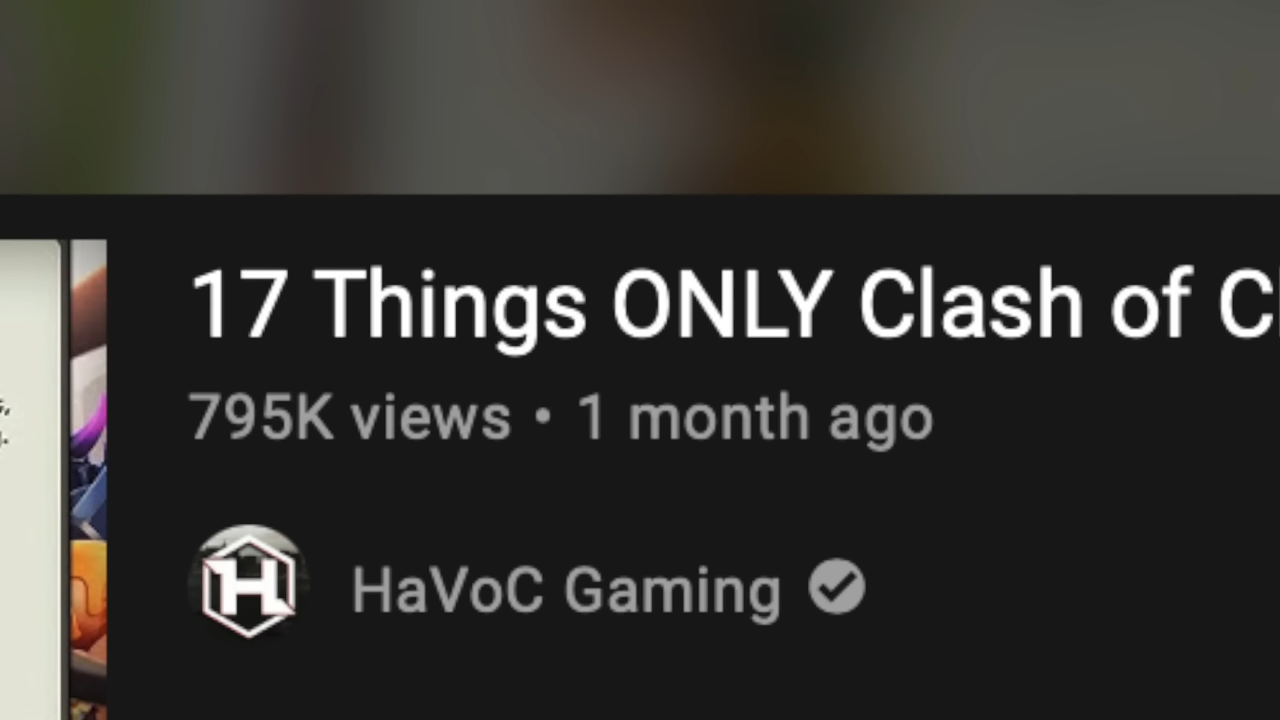 17 Things ONLY Clash of C
795K views • 1 month ago
HaVoC Gaming